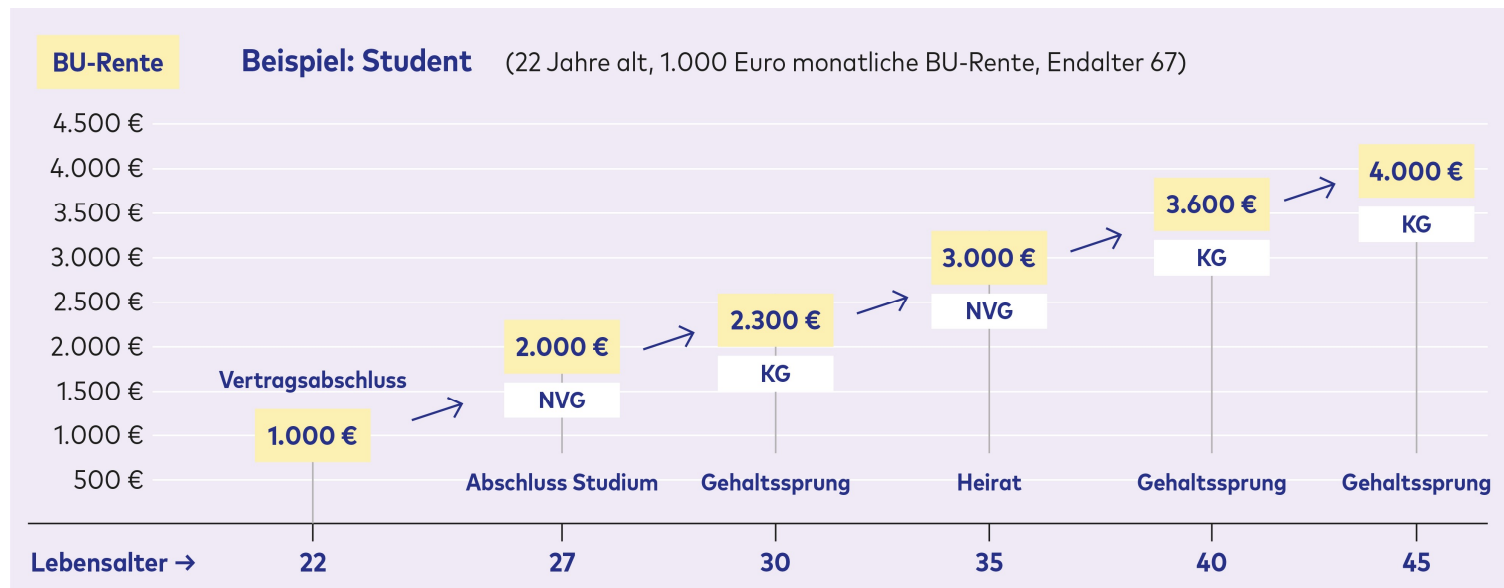 BU-Rente
Beispiel: Student (22 Jahre alt, 1.000 Euro monatliche BU-Rente, Endalter 67)
4.500 €
4.000 €
3.500 €
3.000 €
2.500 €
2.000 €
1.500 €
1.000 €
500 €
Vertragsabschluss
1.000 €
2.000 €
NVG
Abschluss Studium
2.300 €
KG
Gehaltssprung
3.000 €
NVG
Heirat
3.600 €
KG
Gehaltssprung
4.000 €
KG
Gehaltssprung
Lebensalter → 22 27 30 35 40 45